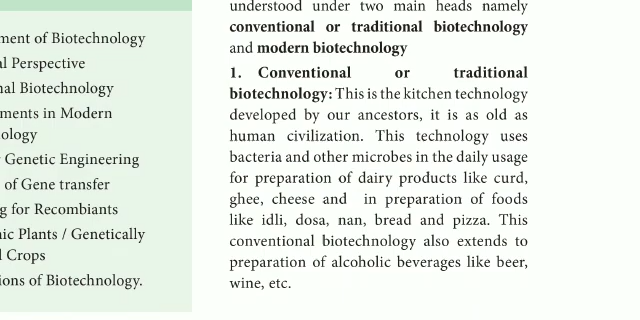 ment of Biotechnology
al Perspective
nal Biotechnology
ments in Modern
ology
r Genetic Engineering
of Gene transfer
g for Recombiants
nic Plants / Genetically
d Crops
ions of Biotechnology.
understood under two main heads namely
conventional or traditional biotechnology
and modern biotechnology
1. Conventional or traditional
biotechnology: This is the kitchen technology
developed by our ancestors, it is as old as
human civilization. This technology uses
bacteria and other microbes in the daily usage
for preparation of dairy products like curd,
ghee, cheese and in preparation of foods
like idli, dosa, nan, bread and pizza. This
conventional biotechnology also extends to
preparation of alcoholic beverages like beer,
wine, etc.